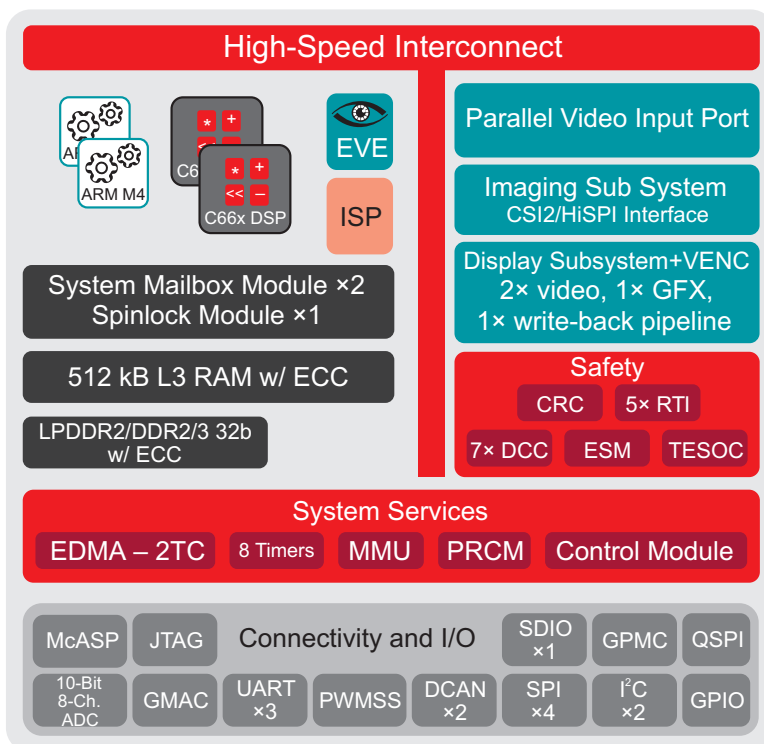 High-Speed Interconnect
ARM M4
C66x DSP
EVE
ISP
System Mailbox Module ×2
Spinlock Module ×1
512 kB L3 RAM w/ ECC
LPDDR2/DDR2/3 32b
w/ ECC
Parallel Video Input Port
Imaging Sub System
CSI2/HiSPI Interface
Display Subsystem+VENC
2× video, 1× GFX,
1× write-back pipeline
Safety
CRC
5× RTI
7× DCC
ESM
TESOC
System Services
EDMA – 2TC
8 Timers
MMU
PRCM
Control Module
McASP
JTAG
Connectivity and I/O
SDIO
×1
GPMC
QSPI
10-Bit
8-Ch.
ADC
GMAC
UART
×3
PWMSS
DCAN
×2
SPI
×4
I²C
×2
GPIO